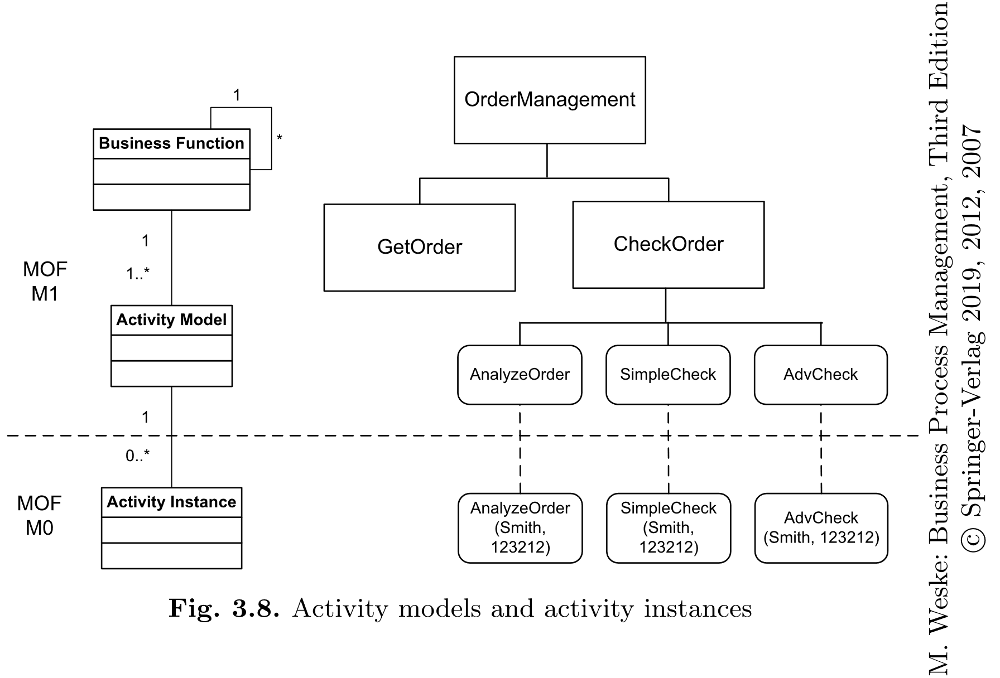 OrderManagement
1
Business Function
*
GetOrder
CheckOrder
1
1..*
MOF
M1
Activity Model
AnalyzeOrder
SimpleCheck
AdvCheck
1
0..*
MOF
M0
Activity Instance
AnalyzeOrder
(Smith,
123212)
SimpleCheck
(Smith,
123212)
AdvCheck
(Smith, 123212)
Fig. 3.8. Activity models and activity instances
M. Weske: Business Process Management, Third Edition
© Springer-Verlag 2019, 2012, 2007